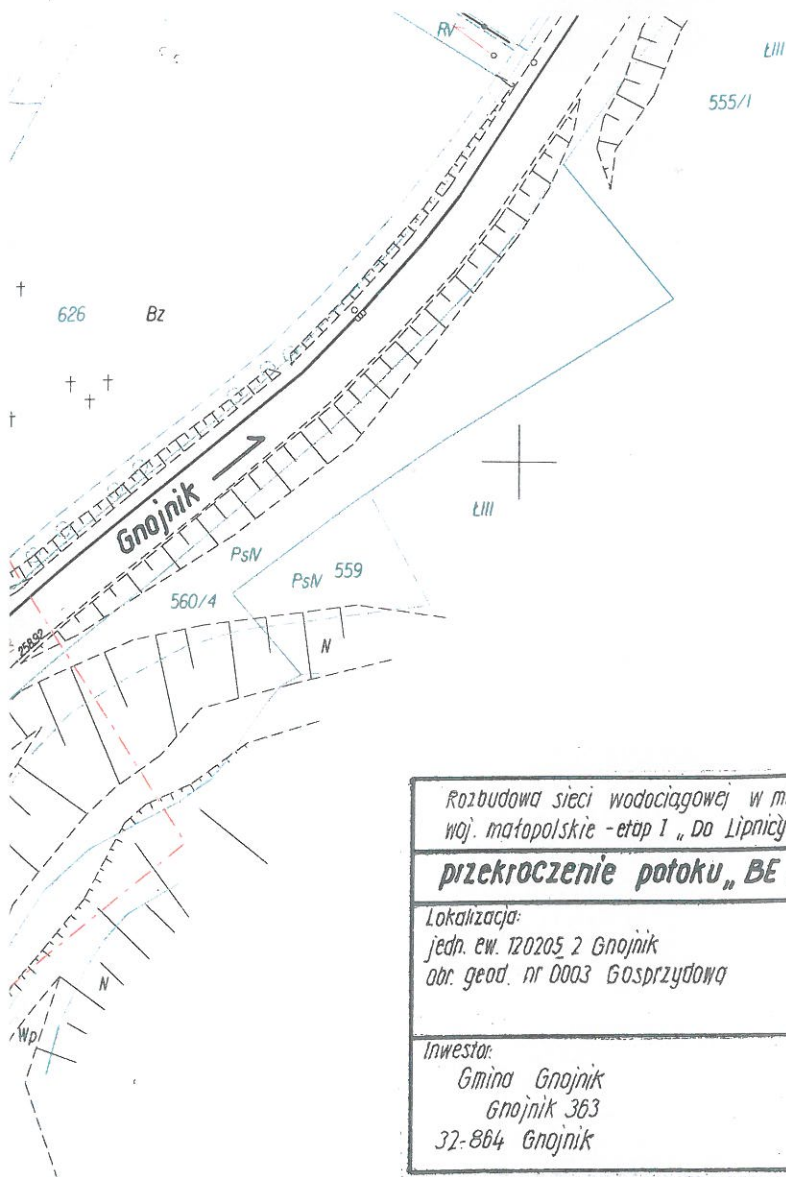 RV
ŁIII
555/1
626 Bz
Gnojnik
ŁIII
PsIV
PsIV 559
560/4
258.92
N
N
Wp
Rozbudowa sieci wodociągowej w m
woj. małopolskie - etap I „Do Lipnicy
przekroczenie potoku „BE
Lokalizacja:
jedn. ew. 120205_2 Gnojnik
obr. geod. nr 0003 Gosprzydowa
Inwestor:
Gmina Gnojnik
Gnojnik 363
32-864 Gnojnik